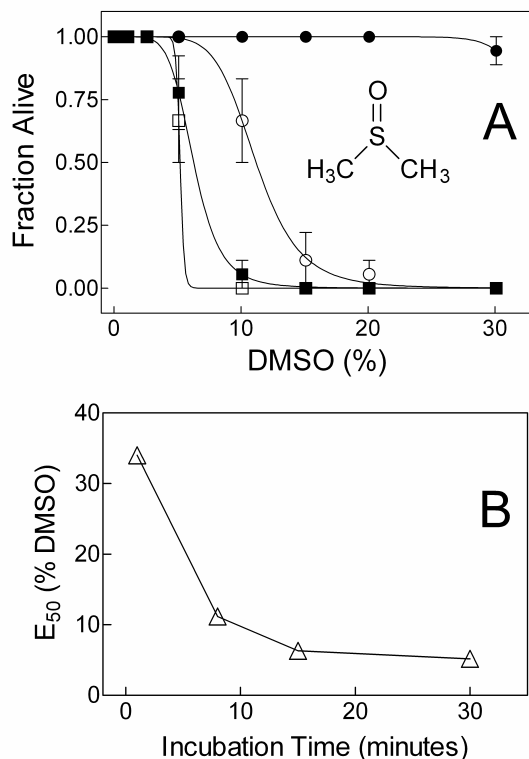 A
Fraction Alive
1.00
0.75
0.50
0.25
0.00
O
S
H₃C
CH₃
0
10
20
30
DMSO (%)
B
E₅₀ (% DMSO)
40
30
20
10
0
0
10
20
30
Incubation Time (minutes)